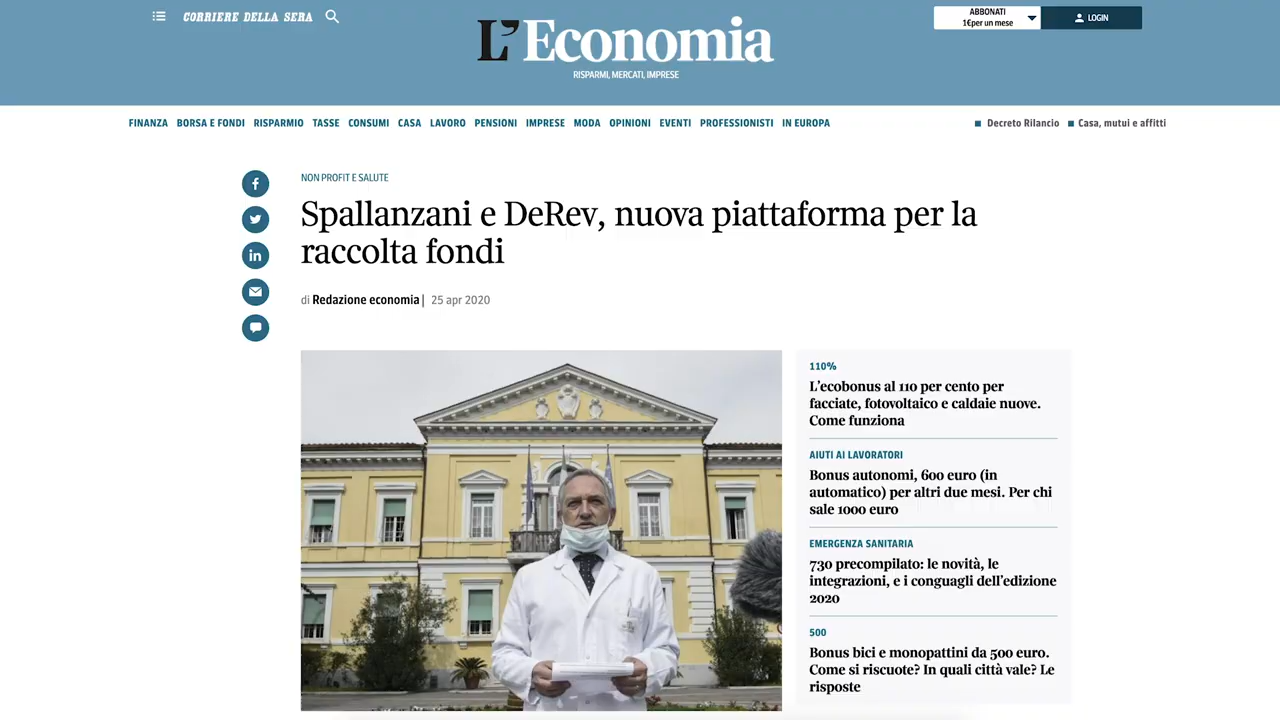 CORRIERE DELLA SERA
L'Economia
RISPARMI, MERCATI, IMPRESE
ABBONATI
1€per un mese
LOGIN
FINANZA BORSA E FONDI RISPARMIO TASSE CONSUMI CASA LAVORO PENSIONI IMPRESE MODA OPINIONI EVENTI PROFESSIONISTI IN EUROPA
Decreto Rilancio Casa, mutui e affitti
NON PROFIT E SALUTE
Spallanzani e DeRev, nuova piattaforma per la
raccolta fondi
di Redazione economia | 25 apr 2020
110%
L'ecobonus al 110 per cento per
facciate, fotovoltaico e caldaie nuove.
Come funziona
AIUTI AI LAVORATORI
Bonus autonomi, 600 euro (in
automatico) per altri due mesi. Per chi
sale 1000 euro
EMERGENZA SANITARIA
730 precompilato: le novità, le
integrazioni, e i conguagli dell'edizione
2020
500
Bonus bici e monopattini da 500 euro.
Come si riscuote? In quali città vale? Le
risposte